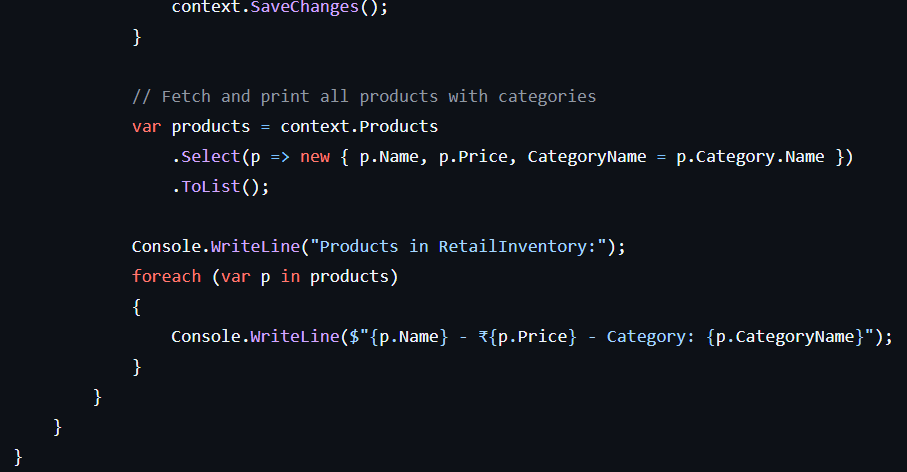 context.SaveChanges();
}
// Fetch and print all products with categories
var products = context.Products
.Select(p => new { p.Name, p.Price, CategoryName = p.Category.Name })
.ToList();
Console.WriteLine("Products in RetailInventory:");
foreach (var p in products)
{
Console.WriteLine($"{p.Name} - ₹{p.Price} - Category: {p.CategoryName}");
}
}
}
}